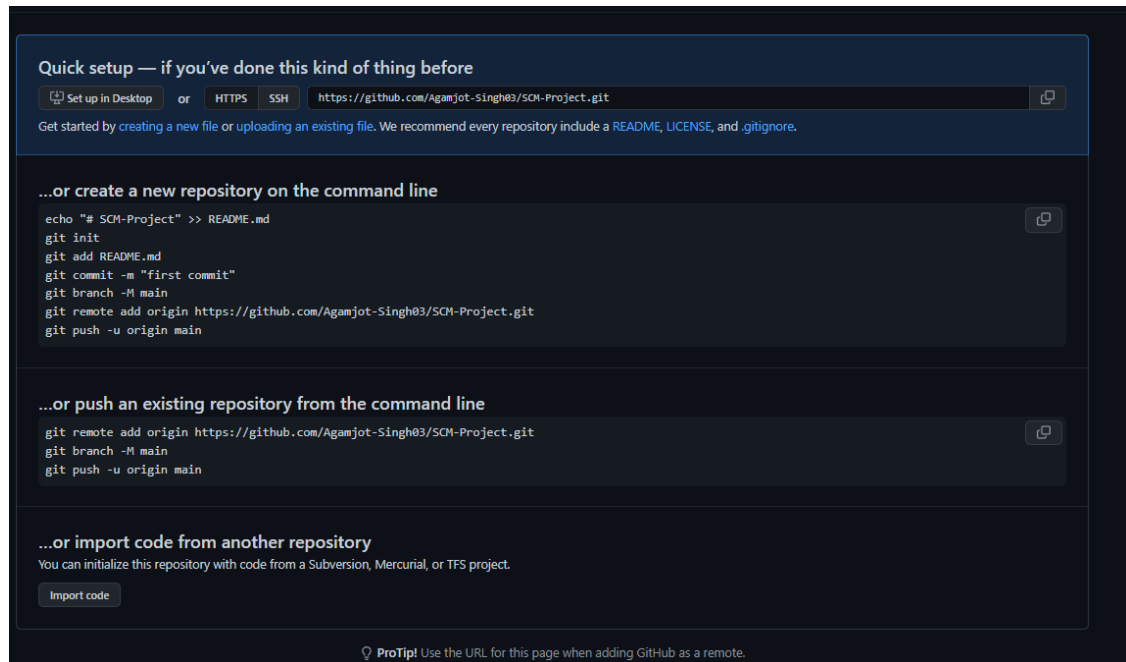 Quick setup — if you've done this kind of thing before
Set up in Desktop or HTTPS SSH https://github.com/Agamjot-Singh03/SCM-Project.git
Get started by creating a new file or uploading an existing file. We recommend every repository include a README, LICENSE, and .gitignore.
…or create a new repository on the command line
echo "# SCM-Project" >> README.md
git init
git add README.md
git commit -m "first commit"
git branch -M main
git remote add origin https://github.com/Agamjot-Singh03/SCM-Project.git
git push -u origin main
…or push an existing repository from the command line
git remote add origin https://github.com/Agamjot-Singh03/SCM-Project.git
git branch -M main
git push -u origin main
…or import code from another repository
You can initialize this repository with code from a Subversion, Mercurial, or TFS project.
Import code
ProTip! Use the URL for this page when adding GitHub as a remote.